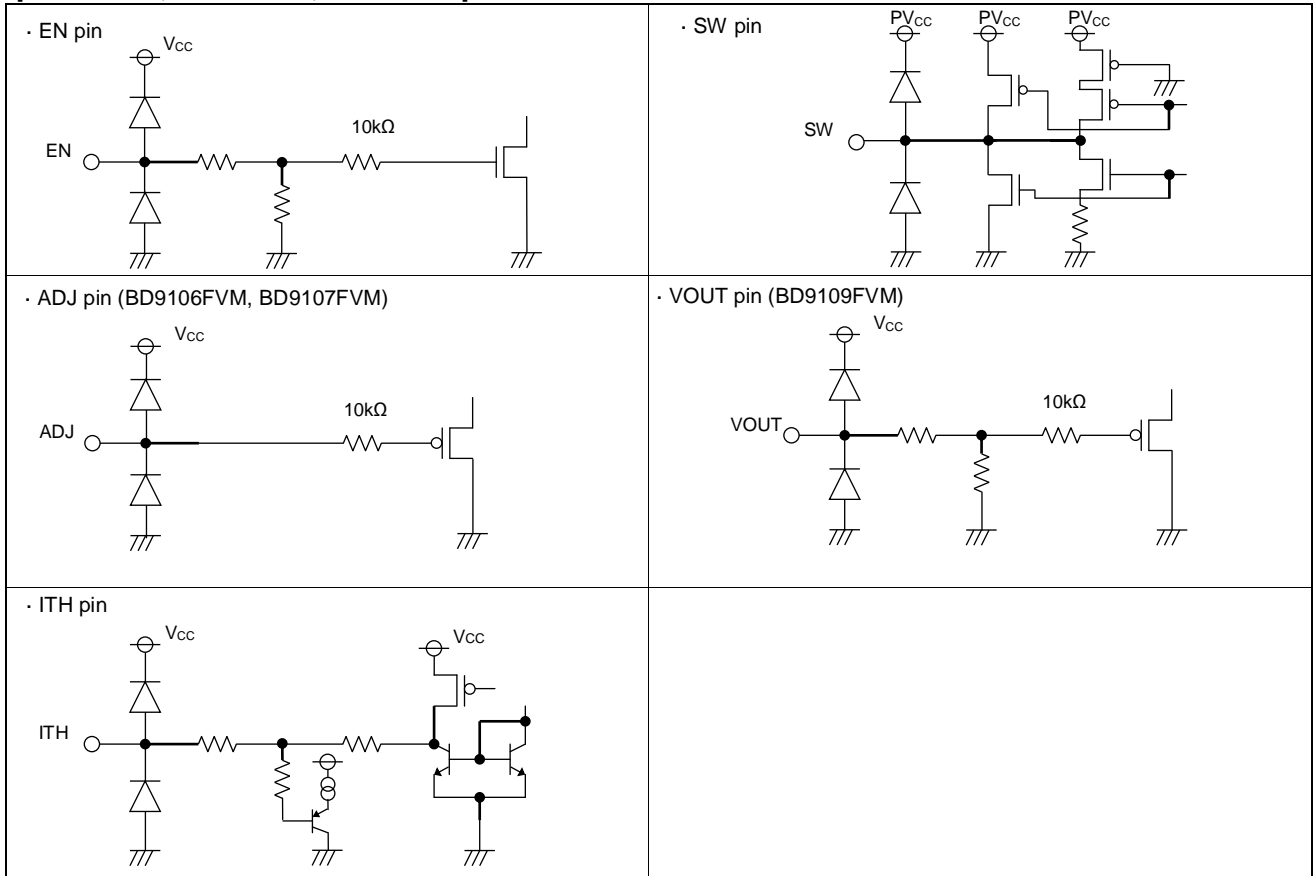 · EN pin
VCC
10kΩ
EN
· SW pin
PVCC PVCC PVCC
SW
· ADJ pin (BD9106FVM, BD9107FVM)
VCC
10kΩ
ADJ
· VOUT pin (BD9109FVM)
VCC
10kΩ
VOUT
· ITH pin
VCC
VCC
ITH